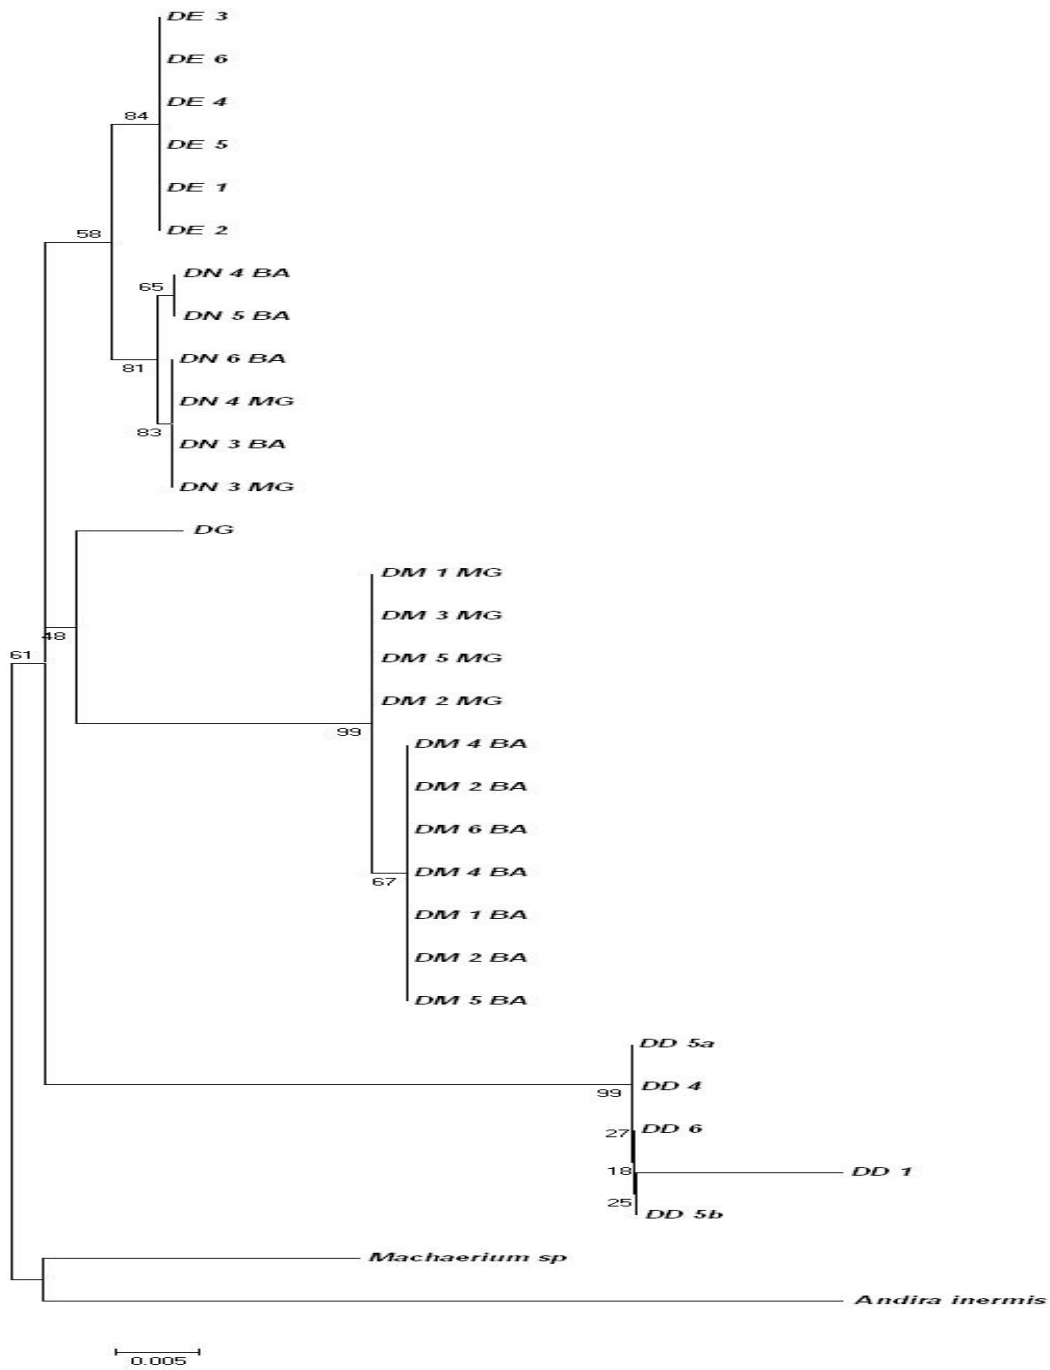 DE 3
DE 6
DE 4
84
DE 5
DE 1
DE 2
58
DN 4 BA
65
DN 5 BA
DN 6 BA
81
DN 4 MG
83
DN 3 BA
DN 3 MG
DG
DM 1 MG
DM 3 MG
48
61
DM 5 MG
DM 2 MG
99
DM 4 BA
DM 2 BA
DM 6 BA
DM 4 BA
67
DM 1 BA
DM 2 BA
DM 5 BA
DD 5a
DD 4
99
DD 6
27
18
DD 1
25
DD 5b
Machaerium sp
Andira inermis
0.005